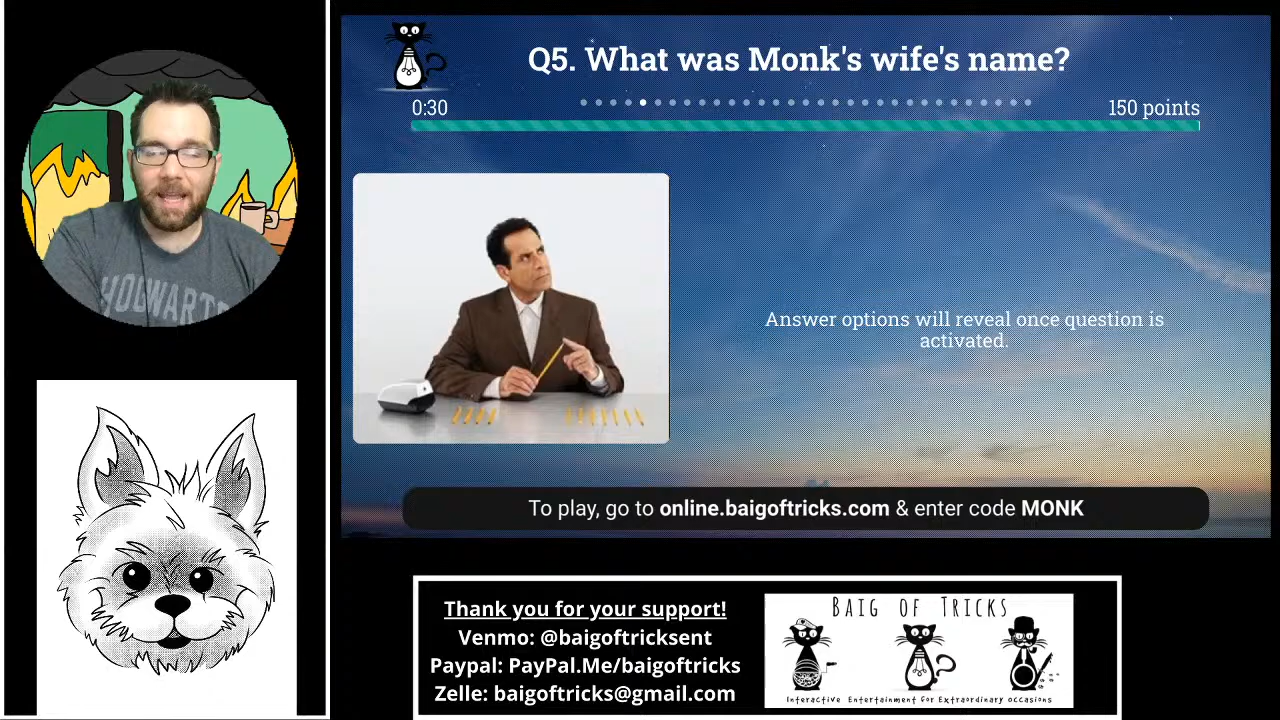 Q5. What was Monk's wife's name?
0:30
150 points
Answer options will reveal once question is
activated.
To play, go to online.baigoftricks.com & enter code MONK
HOGWART
Thank you for your support!
Venmo: @baigoftricksent
Paypal: PayPal.Me/baigoftricks
Zelle: baigoftricks@gmail.com
BAIG OF TRICKS
Interactive Entertainment for Extraordinary occasions